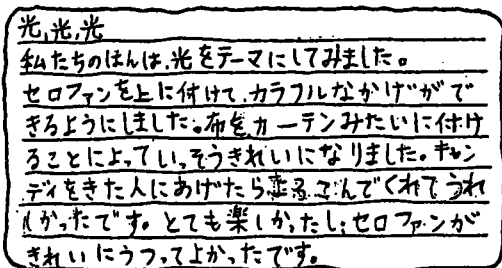 光,光,光
私たちのはんは、光をテーマにしてみました。
セロファンを上に付けて、カラフルなかげがで
きるようにしました。布をカーテンみたいに付け
ることによっていっそうきれいになりました。キャン
ディをきた人にあげたら喜こんでくれてうれ
しかったです。とても楽しかったし、セロファンが
きれいにうつってよかったです。